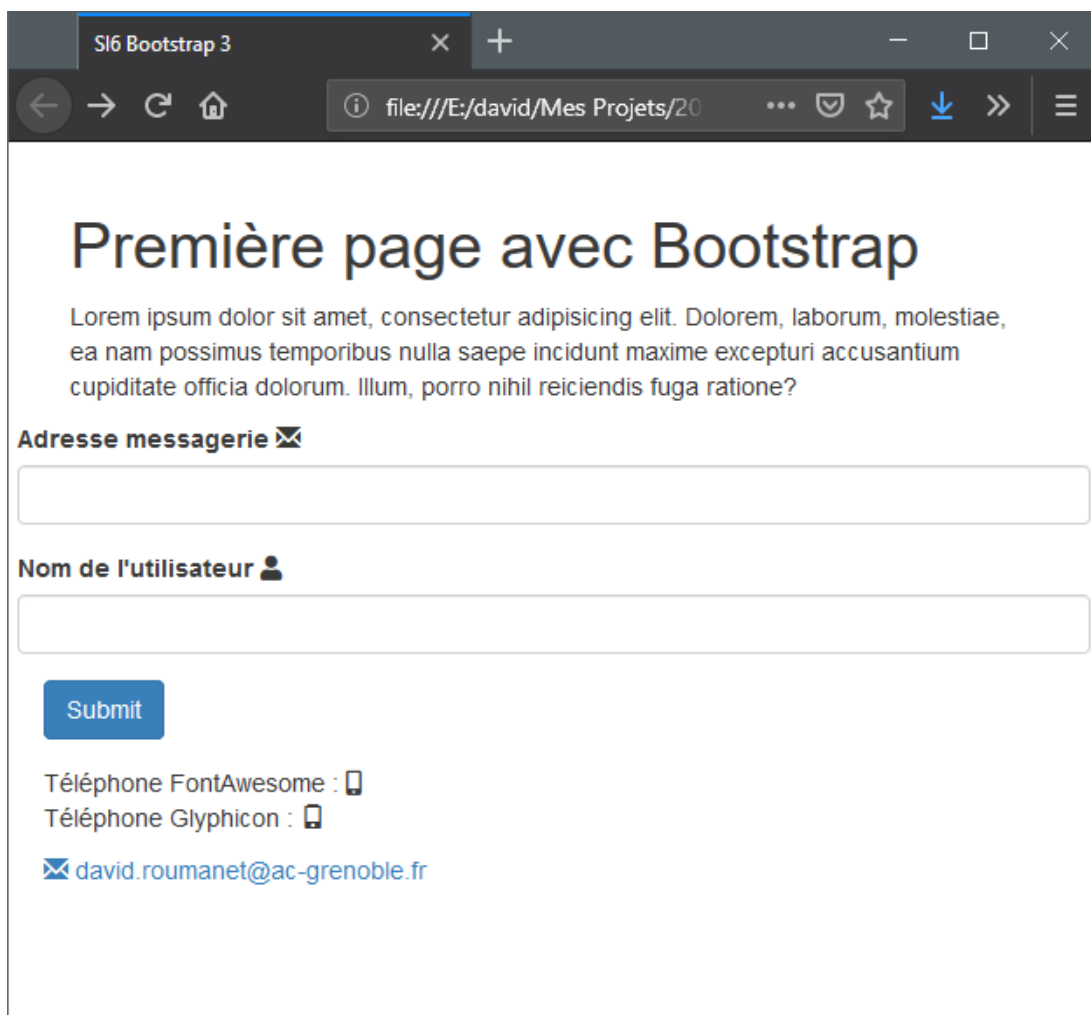 SI6 Bootstrap 3
file:///E:/david/Mes Projets/20
Première page avec Bootstrap
Lorem ipsum dolor sit amet, consectetur adipisicing elit. Dolorem, laborum, molestiae,
ea nam possimus temporibus nulla saepe incidunt maxime excepturi accusantium
cupiditate officia dolorum. Illum, porro nihil reiciendis fuga ratione?
Adresse messagerie
Nom de l'utilisateur
Submit
Téléphone FontAwesome :
Téléphone Glyphicon :
david.roumanet@ac-grenoble.fr